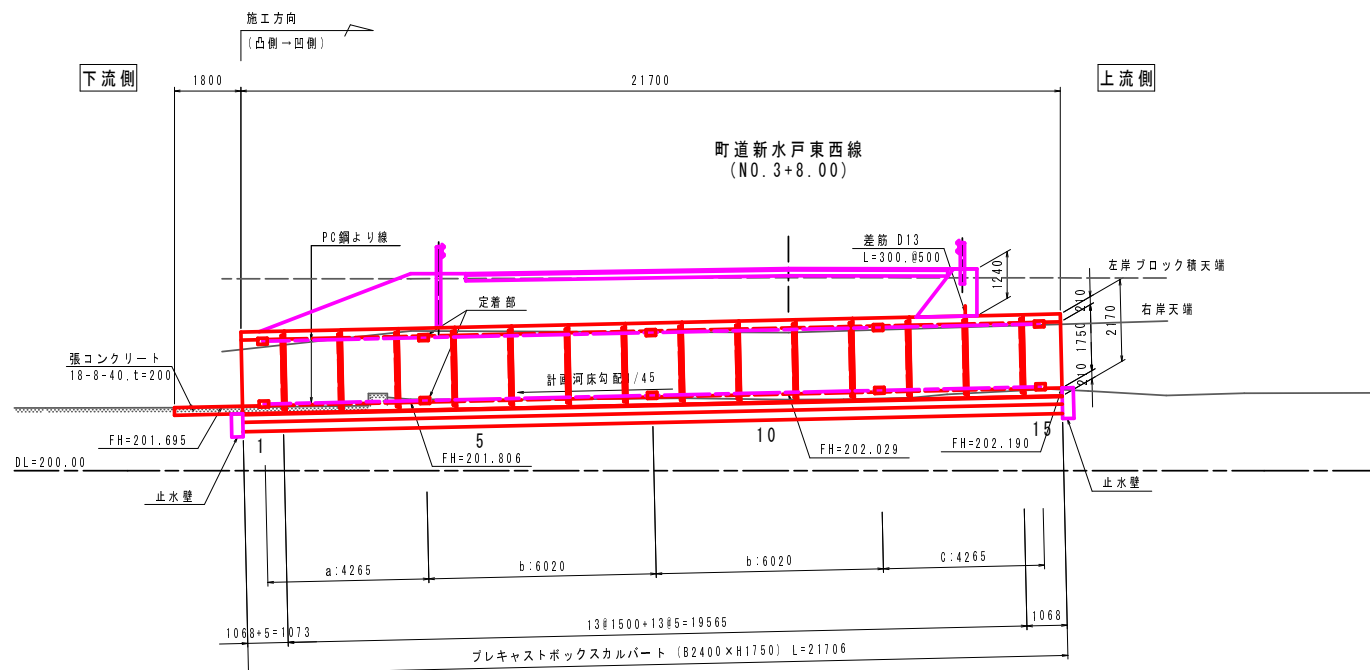 施工方向
(凸側→凹側)
下流側
1800
21700
上流側
町道新水戸東西線
(NO.3+8.00)
PC鋼より線
差筋 D13
L=300,@500
1240
左岸ブロック積天端
定着部
210
2170
右岸天端
1750
210
張コンクリート
18-8-40,t=200
計画河床勾配1/45
FH=201.695
1
5
10
15
FH=201.806
FH=202.029
FH=202.190
DL=200.00
止水壁
止水壁
a:4265
b:6020
b:6020
C:4265
1068+5=1073
13@1500+13@5=19565
1068
プレキャストボックスカルバート (B2400×H1750) L=21706